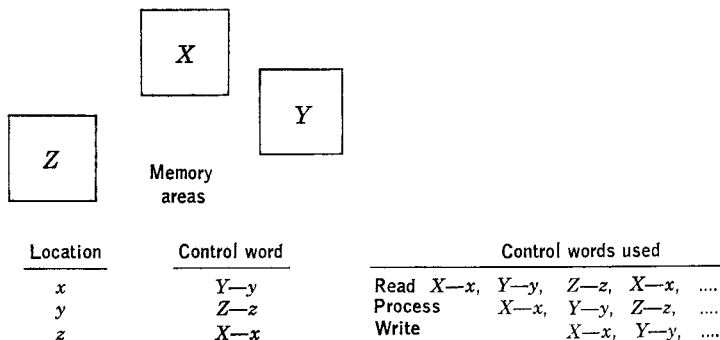 X
Y
Z
Memory
areas
Location Control word Control words used
x Y—y Read X—x, Y—y, Z—z, X—x, ....
y Z—z Process X—x, Y—y, Z—z, ....
z X—x Write X—x, Y—y, ....